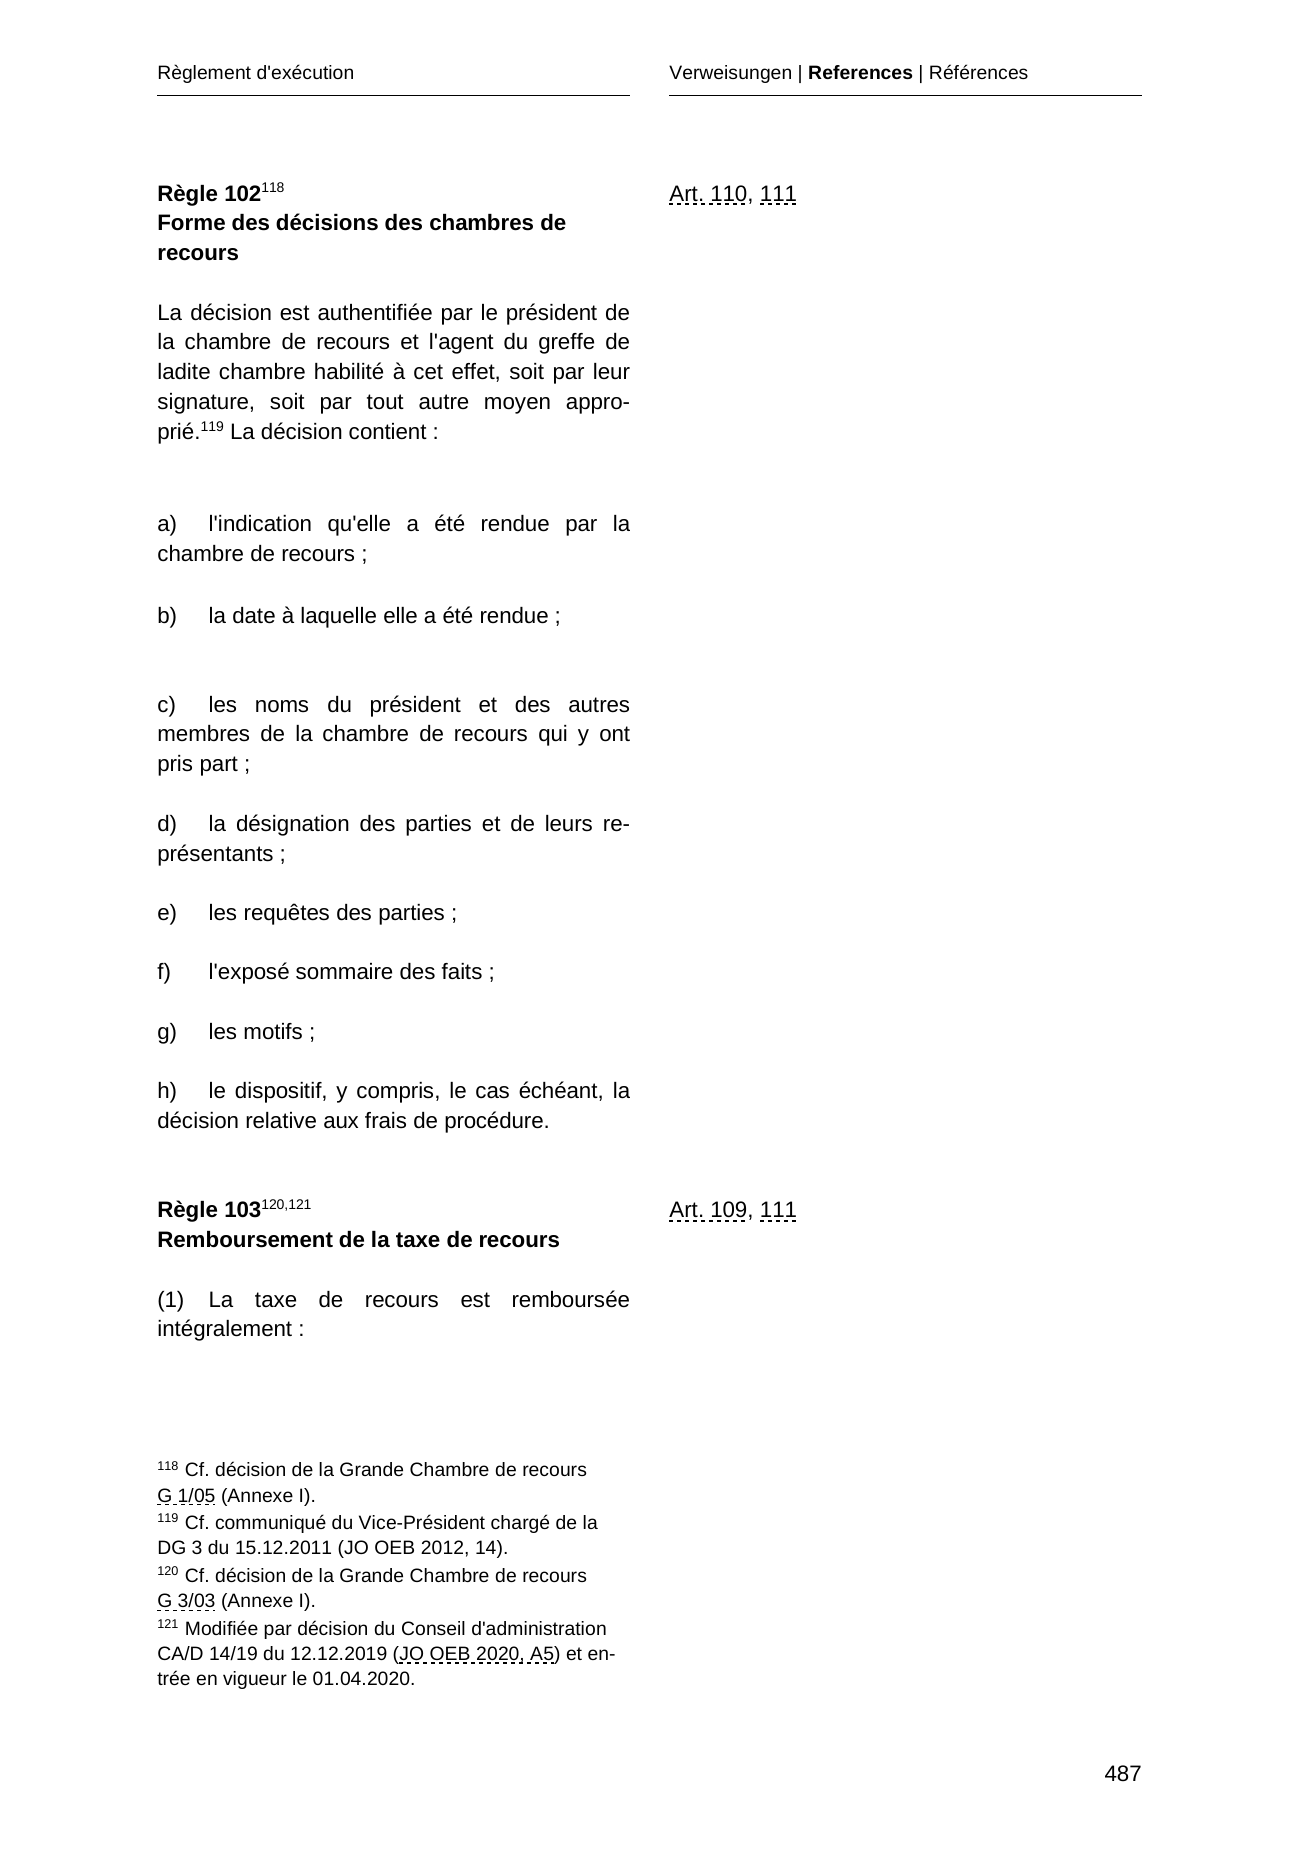 Règlement d'exécution
Verweisungen | References | Références
Règle 102118
Art. 110, 111
Forme des décisions des chambres de
recours
La décision est authentifiée par le président de
la chambre de recours et l'agent du greffe de
ladite chambre habilité à cet effet, soit par leur
signature, soit par tout autre moyen appro-
prié.119 La décision contient :
a) l'indication qu'elle a été rendue par la
chambre de recours ;
b) la date à laquelle elle a été rendue ;
c) les noms du président et des autres
membres de la chambre de recours qui y ont
pris part ;
d) la désignation des parties et de leurs re-
présentants ;
e) les requêtes des parties ;
f) l'exposé sommaire des faits ;
g) les motifs ;
h) le dispositif, y compris, le cas échéant, la
décision relative aux frais de procédure.
Règle 103120,121
Art. 109, 111
Remboursement de la taxe de recours
(1) La taxe de recours est remboursée
intégralement :
118 Cf. décision de la Grande Chambre de recours
G 1/05 (Annexe I).
119 Cf. communiqué du Vice-Président chargé de la
DG 3 du 15.12.2011 (JO OEB 2012, 14).
120 Cf. décision de la Grande Chambre de recours
G 3/03 (Annexe I).
121 Modifiée par décision du Conseil d'administration
CA/D 14/19 du 12.12.2019 (JO OEB 2020, A5) et en-
trée en vigueur le 01.04.2020.
487